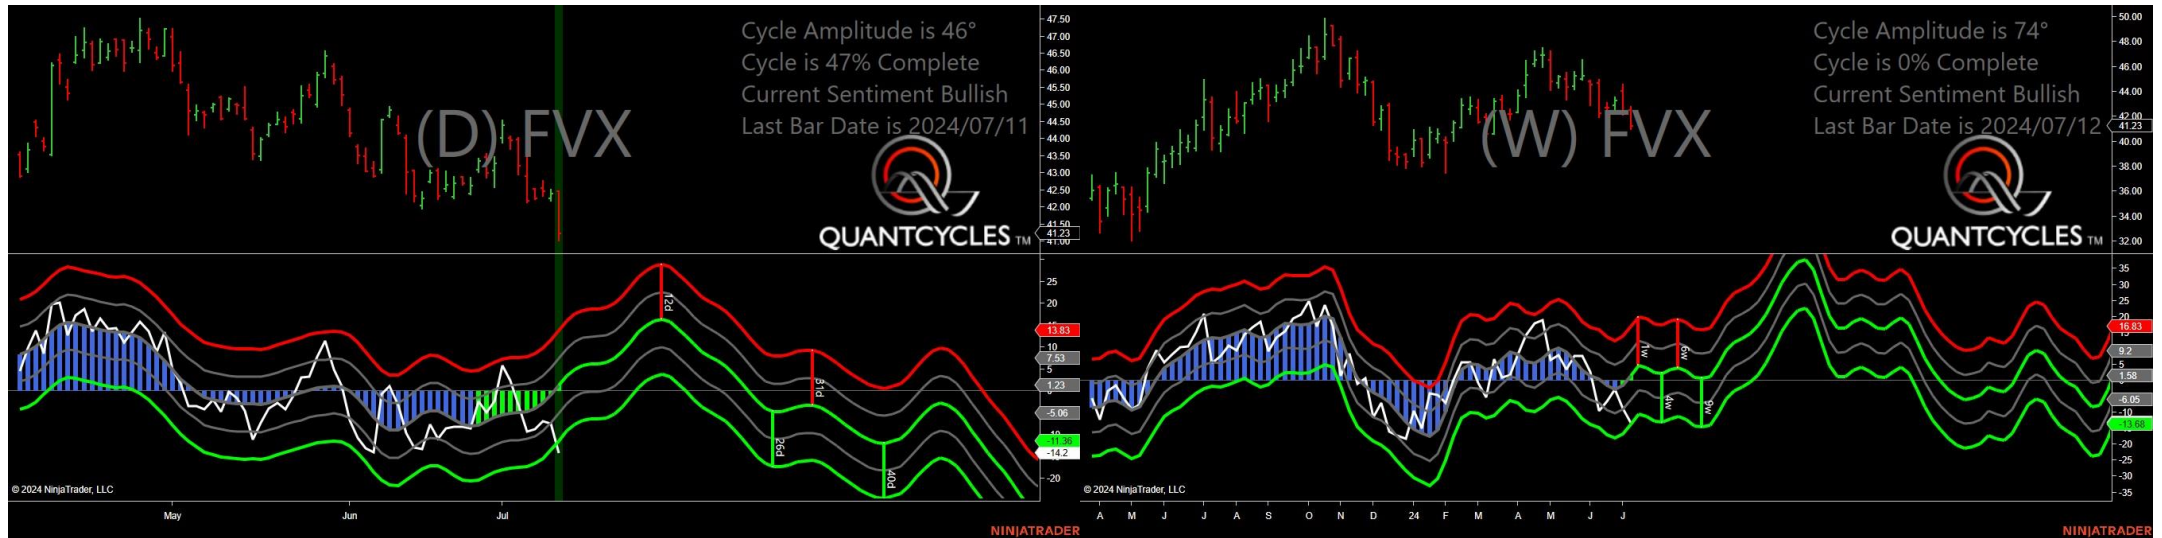 Cycle Amplitude is 46°
Cycle is 47% Complete
Current Sentiment Bullish
Last Bar Date is 2024/07/11
(D) FVX
QUANTCYCLES TM
47.50
47.00
46.50
46.00
45.50
45.00
44.50
44.00
43.50
43.00
42.50
42.00
41.50
41.23
41.00
12d
26d
31d
40d
25
20
13.83
10
7.53
5
1.23
-5.06
-11.36
-14.2
-20
© 2024 NinjaTrader, LLC
May
Jun
Jul
NINJATRADER
Cycle Amplitude is 74°
Cycle is 0% Complete
Current Sentiment Bullish
Last Bar Date is 2024/07/12
(W) FVX
QUANTCYCLES TM
50.00
48.00
46.00
44.00
42.00
41.23
40.00
38.00
36.00
34.00
32.00
1w
4w
6w
9w
35
30
25
20
16.83
15
9.2
5
1.58
-6.05
-10
-13.68
-20
-25
-30
-35
© 2024 NinjaTrader, LLC
A M J J A S O N D 24 F M A M J J
NINJATRADER